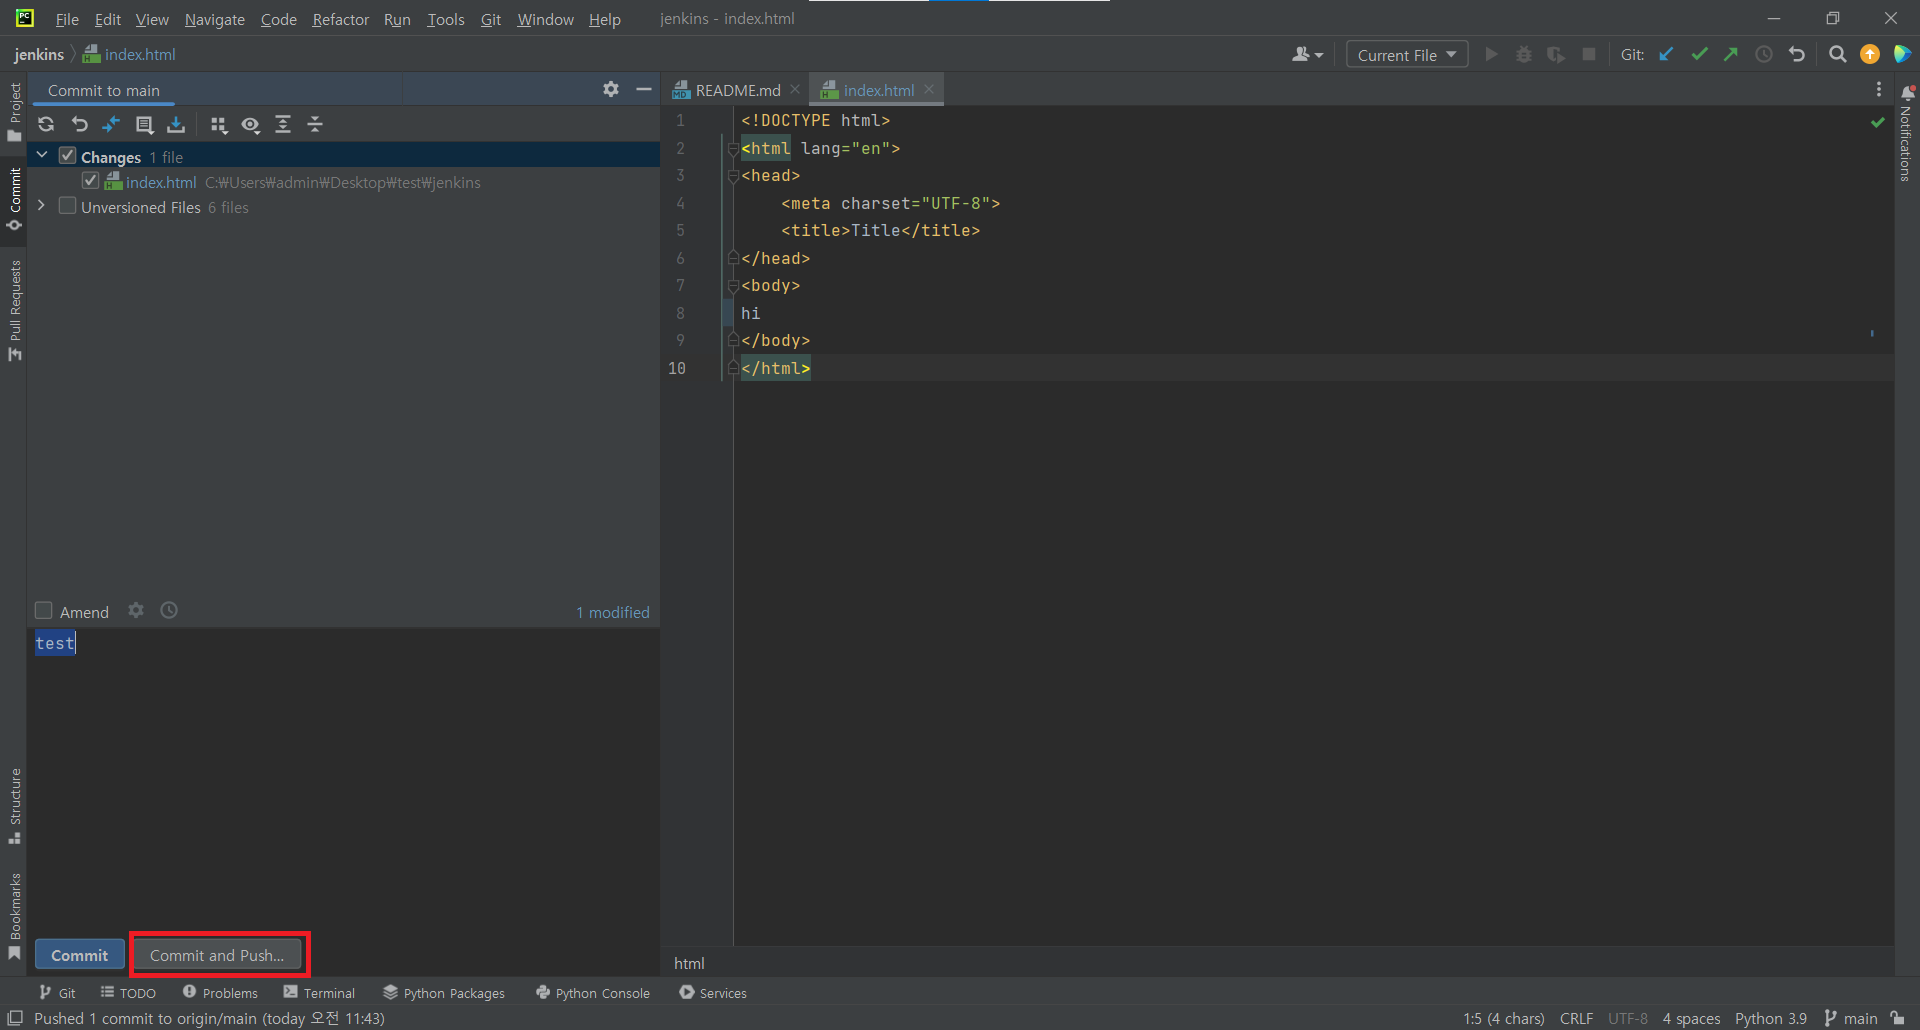 PC File Edit View Navigate Code Refactor Run Tools Git Window Help jenkins - index.html
jenkins index.html Current File Git:
Commit to main
Project
Commit
Pull Requests
Structure
Bookmarks
Changes 1 file
index.html C:₩Users₩admin₩Desktop₩test₩jenkins
Unversioned Files 6 files
Amend 1 modified
test
Commit Commit and Push...
README.md index.html
1 <!DOCTYPE html>
2 <html lang="en">
3 <head>
4 <meta charset="UTF-8">
5 <title>Title</title>
6 </head>
7 <body>
8 hi
9 </body>
10 </html>
html
Notifications
Git TODO Problems Terminal Python Packages Python Console Services
Pushed 1 commit to origin/main (today 오전 11:43) 1:5 (4 chars) CRLF UTF-8 4 spaces Python 3.9 main